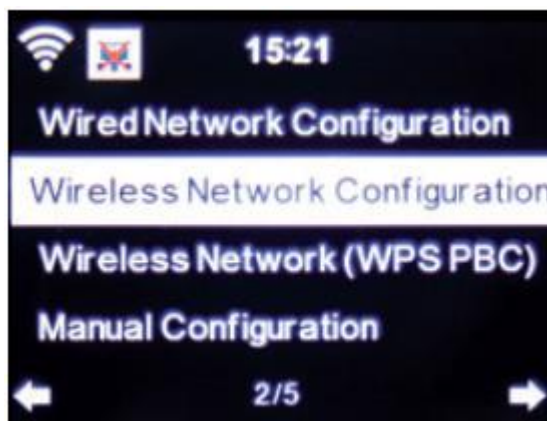 15:21
Wired Network Configuration
Wireless Network Configuration
Wireless Network (WPS PBC)
Manual Configuration
2/5